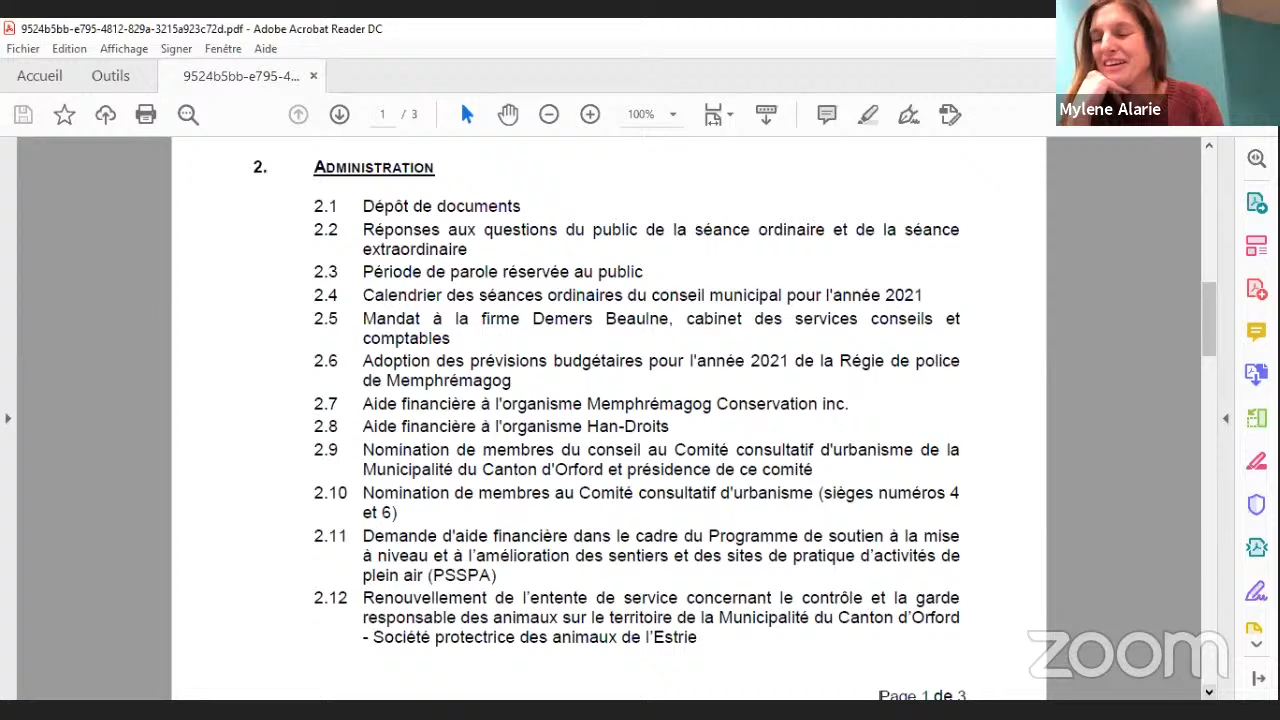 9524b5bb-e795-4812-829a-3215a923c72d.pdf - Adobe Acrobat Reader DC
Fichier Edition Affichage Signer Fenêtre Aide
Accueil Outils 9524b5bb-e795-4... ×
1 / 3 100%
Mylene Alarie
2. ADMINISTRATION
2.1 Dépôt de documents
2.2 Réponses aux questions du public de la séance ordinaire et de la séance
extraordinaire
2.3 Période de parole réservée au public
2.4 Calendrier des séances ordinaires du conseil municipal pour l'année 2021
2.5 Mandat à la firme Demers Beaulne, cabinet des services conseils et
comptables
2.6 Adoption des prévisions budgétaires pour l'année 2021 de la Régie de police
de Memphrémagog
2.7 Aide financière à l'organisme Memphrémagog Conservation inc.
2.8 Aide financière à l'organisme Han-Droits
2.9 Nomination de membres du conseil au Comité consultatif d'urbanisme de la
Municipalité du Canton d'Orford et présidence de ce comité
2.10 Nomination de membres au Comité consultatif d'urbanisme (sièges numéros 4
et 6)
2.11 Demande d'aide financière dans le cadre du Programme de soutien à la mise
à niveau et à l’amélioration des sentiers et des sites de pratique d’activités de
plein air (PSSPA)
2.12 Renouvellement de l’entente de service concernant le contrôle et la garde
responsable des animaux sur le territoire de la Municipalité du Canton d’Orford
- Société protectrice des animaux de l’Estrie
Page 1 de 3
zoom